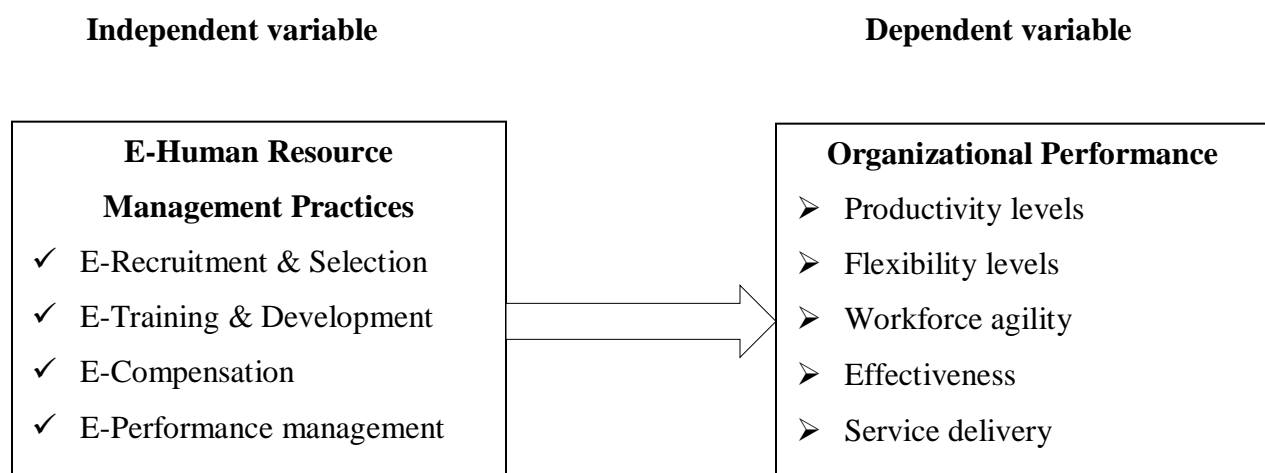 Independent variable
Dependent variable
E-Human Resource
Management Practices
✓ E-Recruitment & Selection
✓ E-Training & Development
✓ E-Compensation
✓ E-Performance management
Organizational Performance
➢ Productivity levels
➢ Flexibility levels
➢ Workforce agility
➢ Effectiveness
➢ Service delivery